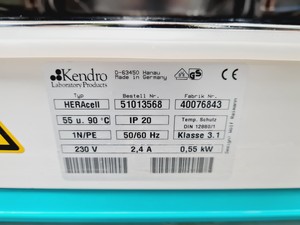 Kendro
Laboratory Products
D-63450 Hanau
Made in Germany
GS
Typ
Bestell Nr.
Fabrik Nr.
HERAcell
51013568
40076843
55 u. 90 °C
IP 20
Temp. Schutz
DIN 12880/1
1N/PE
50/60 Hz
Klasse 3.1
230 V
2,4 A
0,55 kW